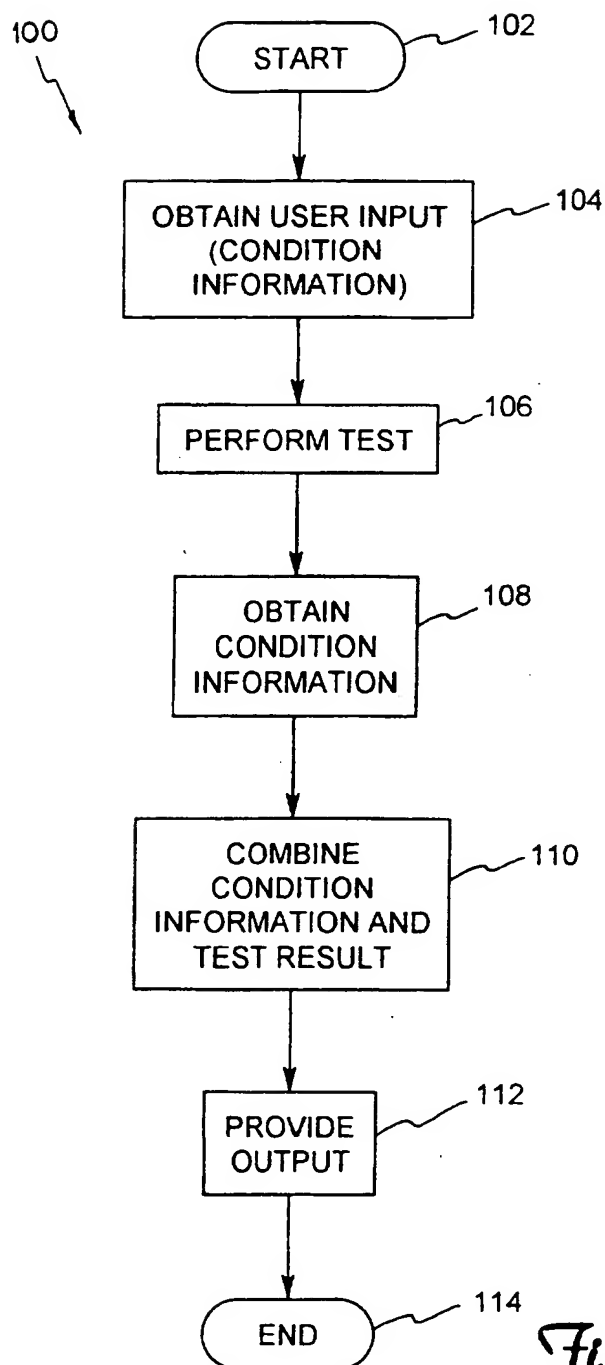 100
START
102
OBTAIN USER INPUT
(CONDITION
INFORMATION)
104
PERFORM TEST
106
OBTAIN
CONDITION
INFORMATION
108
COMBINE
CONDITION
INFORMATION AND
TEST RESULT
110
PROVIDE
OUTPUT
112
END
114